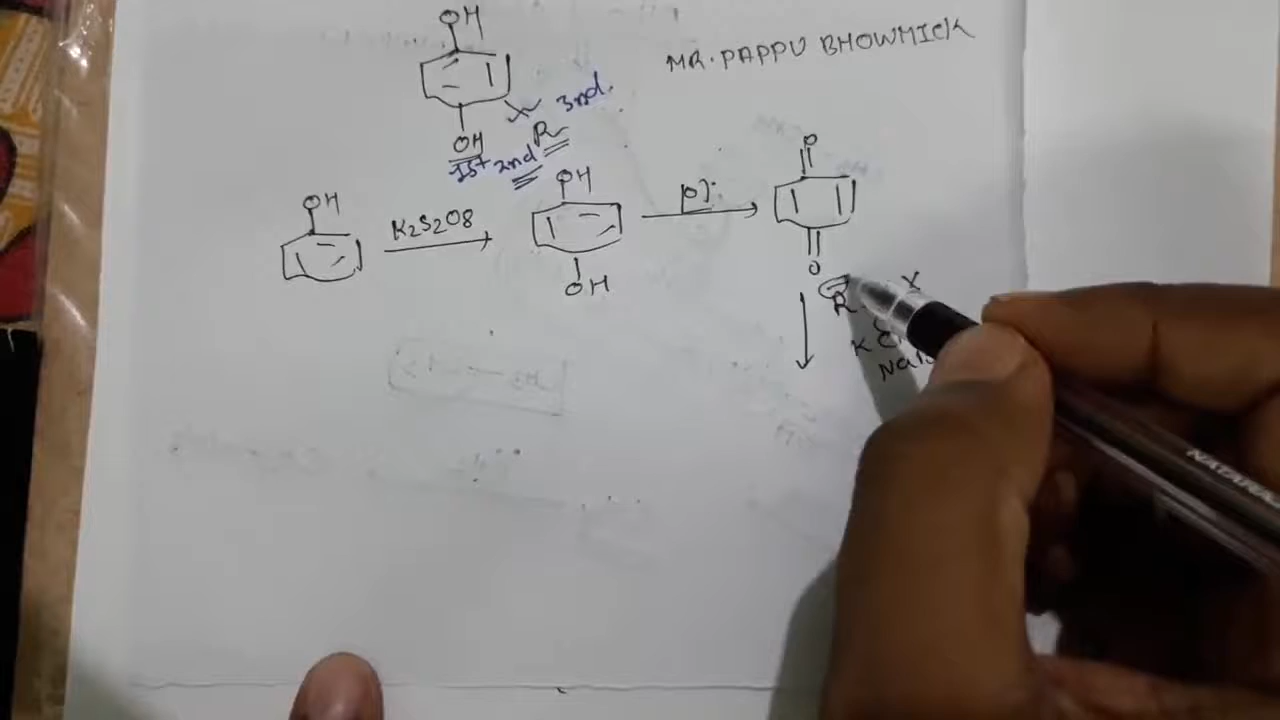 OH
MR. PAPPU BHOWMICK
X 3rd.
OH R
1st 2nd
OH
OH K2S2O8 [O]
OH
O
O
R X
K